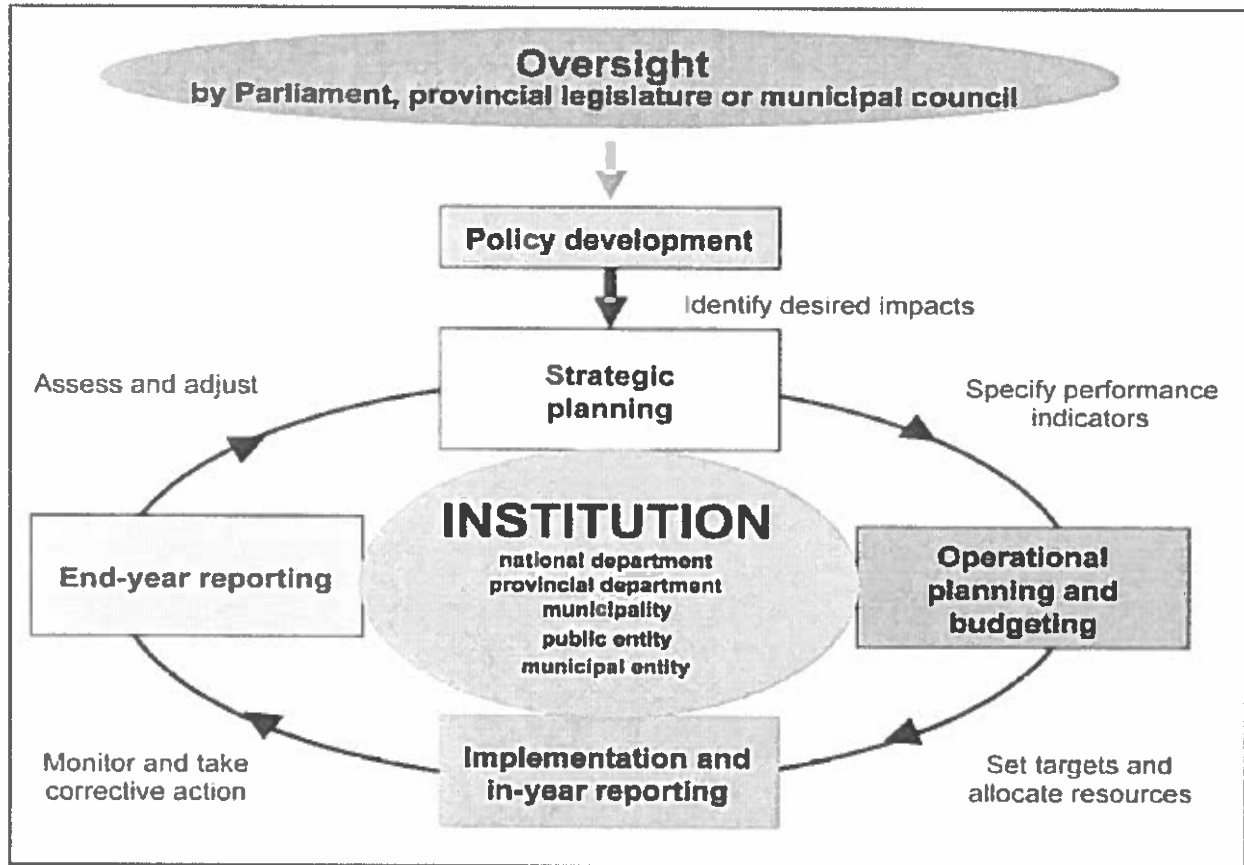 Oversight
by Parliament, provincial legislature or municipal council
Policy development
Identify desired impacts
Strategic
planning
Assess and adjust
Specify performance
indicators
INSTITUTION
national department
provincial department
municipality
public entity
municipal entity
End-year reporting
Operational
planning and
budgeting
Implementation and
in-year reporting
Monitor and take
corrective action
Set targets and
allocate resources